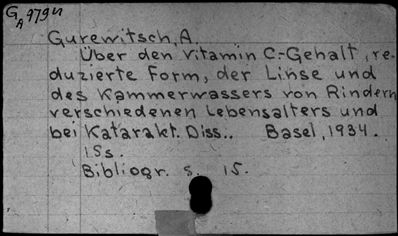 G A 979 n
Gurewitsch, A.
Über den Vitamin C.-Gehalt, re-
duzierte Form, der Linse und
des Kammerwassers von Rindern
verschiedenen Lebensalters und
bei Katarakt. Diss.. Basel, 1934.
15s.
Bibliogr. s. 15.